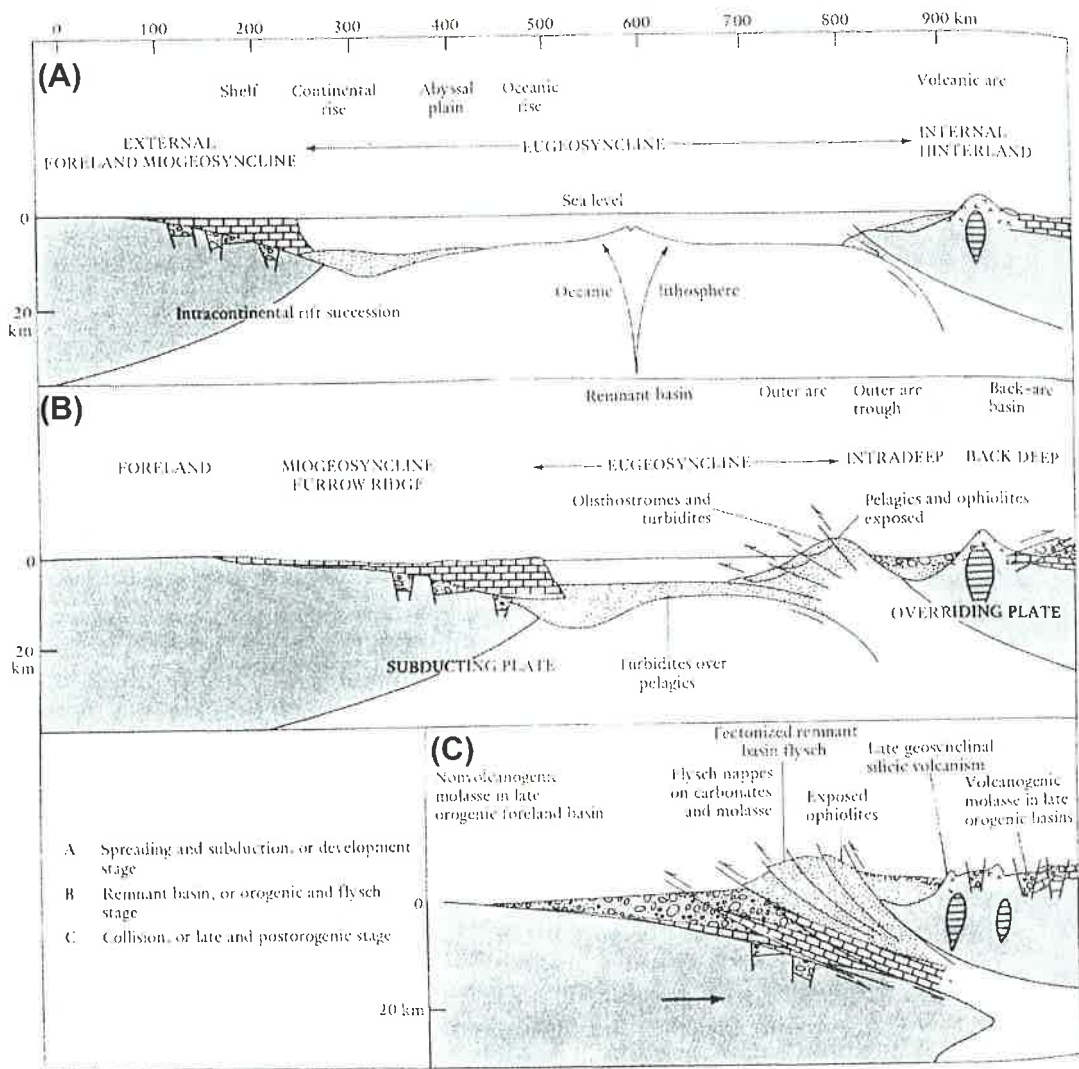 0 100 200 300 400 500 600 700 800 900 km
(A)
Shelf
Continental
rise
Abyssal
plain
Oceanic
rise
Volcanic arc
EXTERNAL
FORELAND MIOGEOSYNCLINE
EUGEOSYNCLINE
INTERNAL
HINTERLAND
0
Sea level
Oceanic lithosphere
Intracontinental rift succession
20
km
(B)
Remnant basin
Outer arc
Outer arc
trough
Back-arc
basin
FORELAND
MIOGEOSYNCLINE
FURROW RIDGE
EUGEOSYNCLINE
INTRADEEP
BACK DEEP
Olisthostromes and
turbidites
Pelagics and ophiolites
exposed
0
OVERRIDING PLATE
20
km
SUBDUCTING PLATE
Turbidites over
pelagics
(C)
Nonvolcanogenic
molasse in late
orogenic foreland basin
Tectonized remnant
basin flysch
Flysch nappes
on carbonates
and molasse
Exposed
ophiolites
Late geosynclinal
silicic volcanism
Volcanogenic
molasse in late
orogenic basins
0
20 km
A Spreading and subduction, or development
stage
B Remnant basin, or orogenic and flysch
stage
C Collision, or late and postorogenic stage